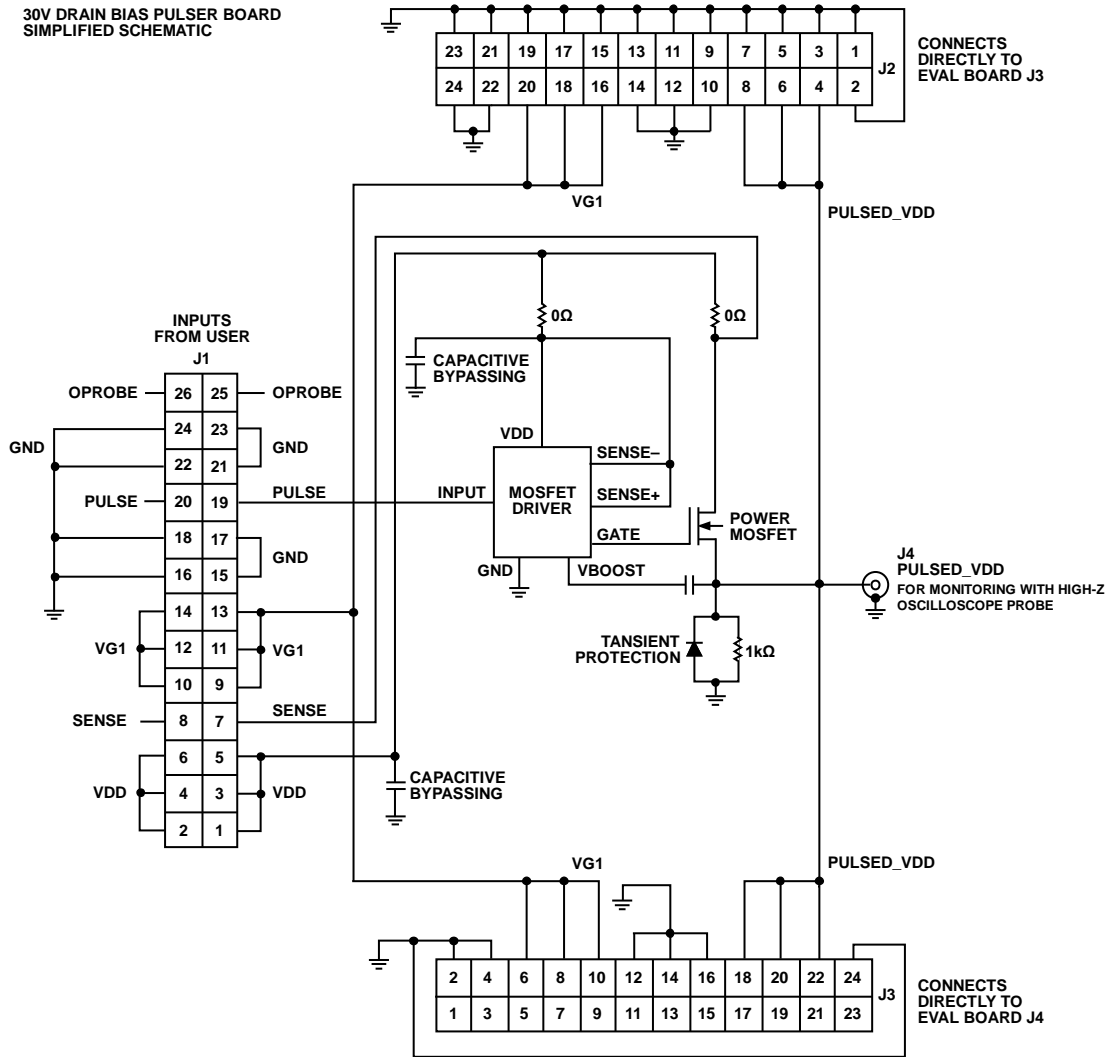 30V DRAIN BIAS PULSER BOARD
SIMPLIFIED SCHEMATIC
23 21 19 17 15 13 11 9 7 5 3 1
24 22 20 18 16 14 12 10 8 6 4 2
J2
CONNECTS
DIRECTLY TO
EVAL BOARD J3
VG1
PULSED_VDD
0Ω
0Ω
CAPACITIVE
BYPASSING
INPUTS
FROM USER
J1
OPROBE 26 25 OPROBE
24 23
GND
GND
22 21
PULSE 20 19 PULSE
18 17
GND
16 15
14 13
VG1 12 11 VG1
10 9
SENSE 8 7 SENSE
6 5
VDD 4 3 VDD
2 1
VDD
SENSE–
INPUT
MOSFET
DRIVER
SENSE+
GATE
POWER
MOSFET
GND
VBOOST
J4
PULSED_VDD
FOR MONITORING WITH HIGH-Z
OSCILLOSCOPE PROBE
TANSIENT
PROTECTION
1kΩ
CAPACITIVE
BYPASSING
VG1
PULSED_VDD
2 4 6 8 10 12 14 16 18 20 22 24
1 3 5 7 9 11 13 15 17 19 21 23
J3
CONNECTS
DIRECTLY TO
EVAL BOARD J4